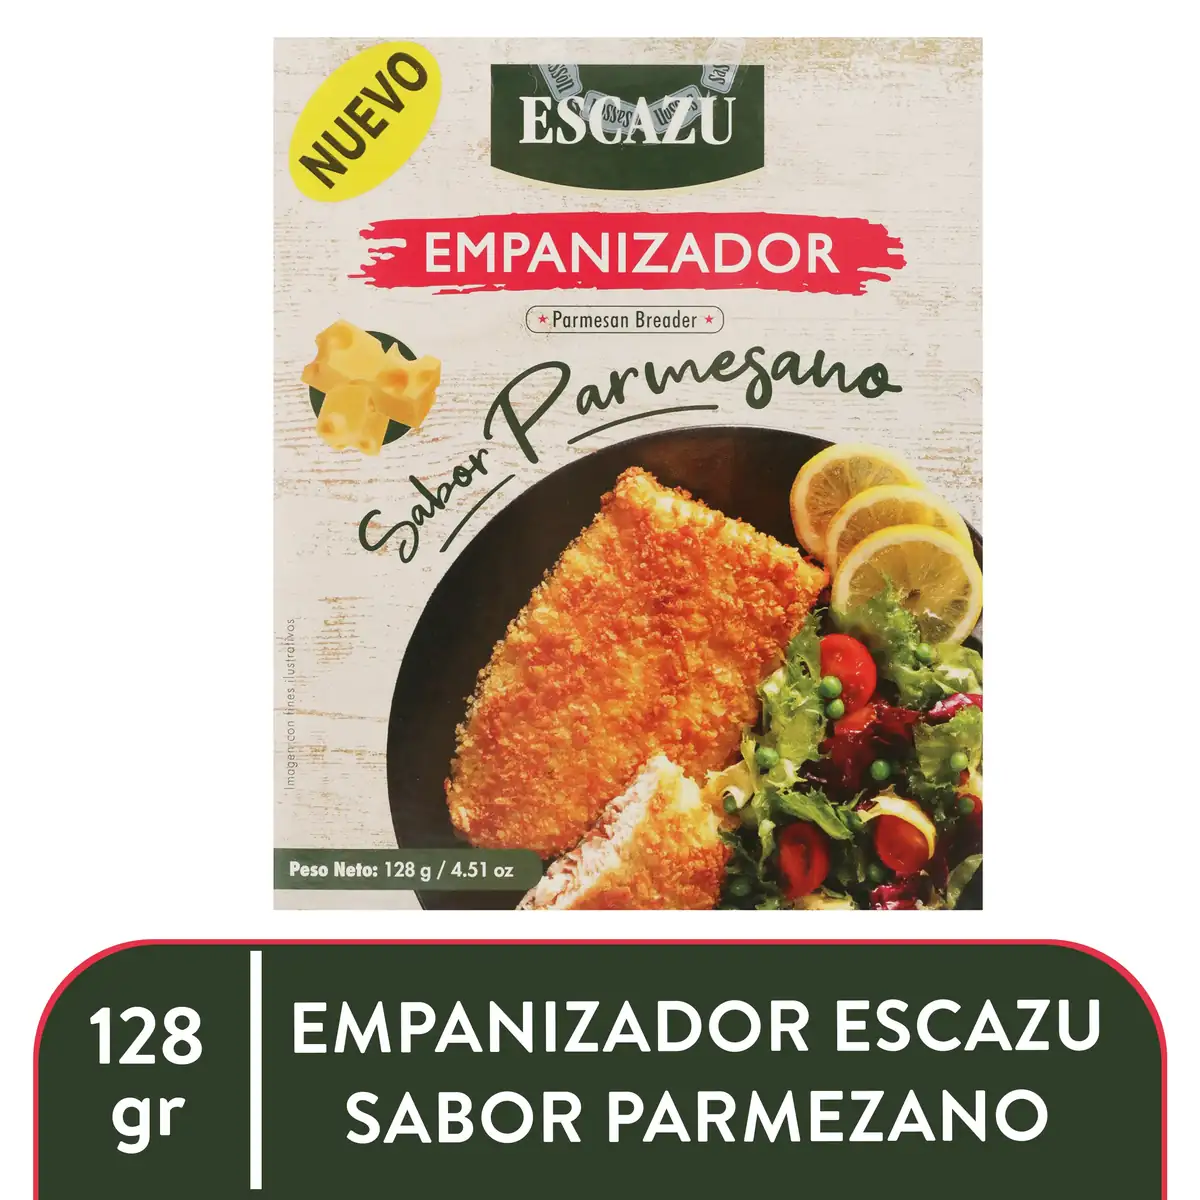 NUEVO
ESCAZU
EMPANIZADOR
Parmesan Breader
Sabor Parmesano
Imagen con fines ilustrativos.
Peso Neto: 128 g / 4.51 oz
128
gr
EMPANIZADOR ESCAZU
SABOR PARMEZANO